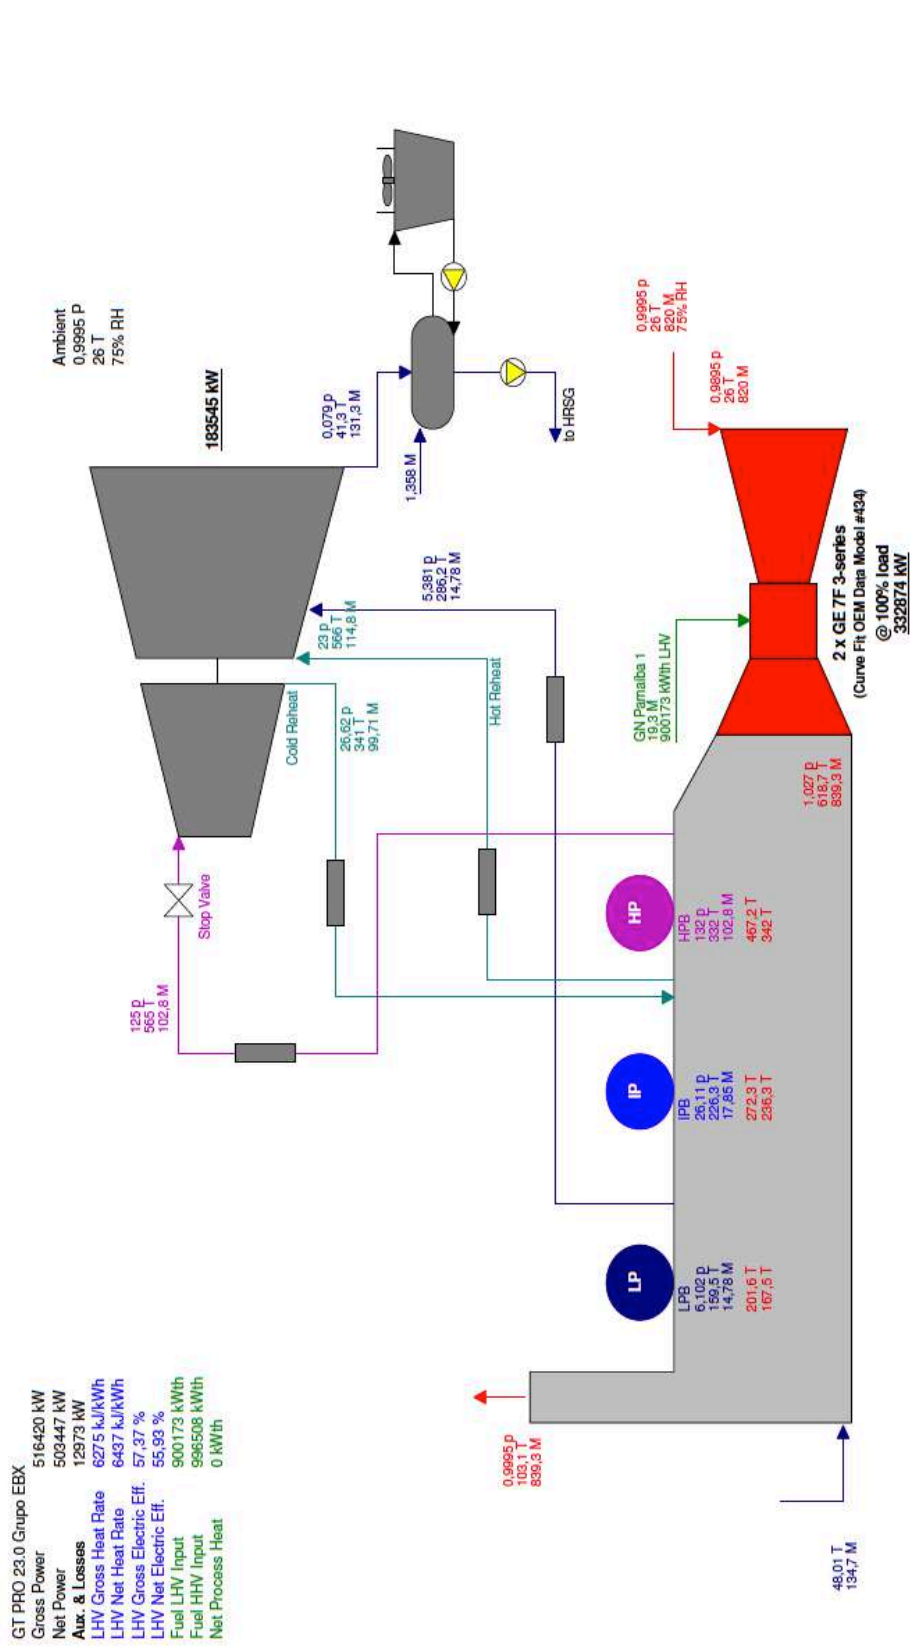 GT PRO 23.0 Grupo EBX
Gross Power 516420 kW
Net Power 503447 kW
Aux. & Losses 12973 kW
LHV Gross Heat Rate 6275 kJ/kWh
LHV Net Heat Rate 6437 kJ/kWh
LHV Gross Electric Eff. 57,37 %
LHV Net Electric Eff. 55,93 %
Fuel LHV Input 900173 kWth
Fuel HHV Input 996508 kWth
Net Process Heat 0 kWth
Ambient
0,9995 P
26 T
75% RH
183545 kW
125 p
565 T
102,8 M
Stop Valve
Cold Reheat
26,62 p
341 T
99,71 M
23 p
566 T
114,8 M
Hot Reheat
5,381 p
286,2 T
14,78 M
0,079 p
41,3 T
131,3 M
1,358 M
to HRSG
LP
LPB
6,102 p
159,5 T
14,78 M
201,6 T
167,5 T
IP
IPB
26,11 p
226,3 T
17,85 M
272,3 T
236,3 T
HP
HPB
132 p
332 T
102,8 M
467,2 T
342 T
GN Parnaiba 1
19,3 M
900173 kWth LHV
0,9995 p
26 T
820 M
75% RH
0,9895 p
26 T
820 M
1,027 p
618,7 T
839,3 M
2 x GE 7F 3-series
(Curve Fit OEM Data Model #434)
@ 100% load
332874 kW
0,9995 p
103,1 T
839,3 M
48,01 T
134,7 M